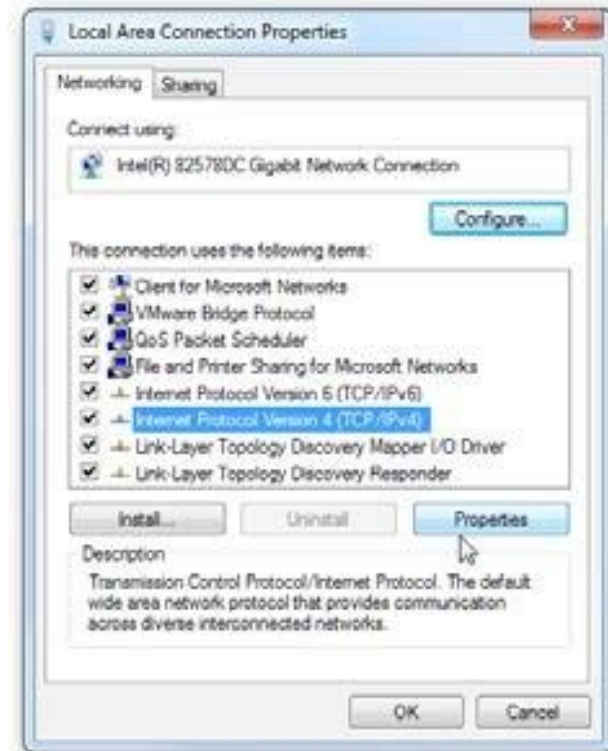 Local Area Connection Properties
Networking Sharing
Connect using:
Intel(R) 82578DC Gigabit Network Connection
Configure...
This connection uses the following items:
Client for Microsoft Networks
VMware Bridge Protocol
QoS Packet Scheduler
File and Printer Sharing for Microsoft Networks
Internet Protocol Version 6 (TCP/IPv6)
Internet Protocol Version 4 (TCP/IPv4)
Link-Layer Topology Discovery Mapper I/O Driver
Link-Layer Topology Discovery Responder
Install... Uninstall Properties
Description
Transmission Control Protocol/Internet Protocol. The default
wide area network protocol that provides communication
across diverse interconnected networks.
OK Cancel